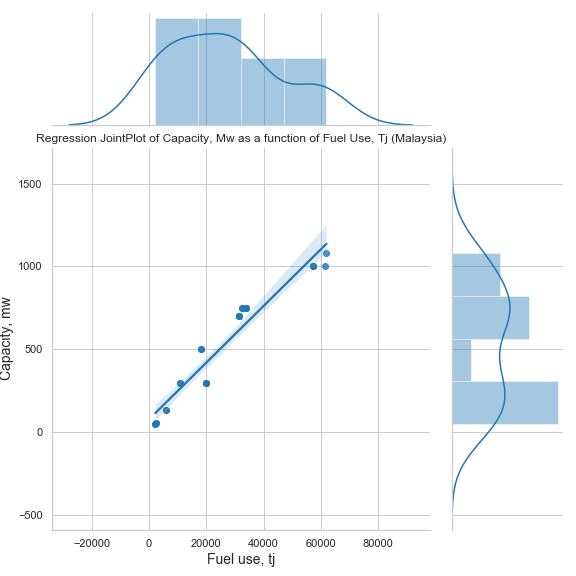 Regression JointPlot of Capacity, Mw as a function of Fuel Use, Tj (Malaysia)
1500
1000
500
0
−500
Capacity, mw
−20000 0 20000 40000 60000 80000
Fuel use, tj